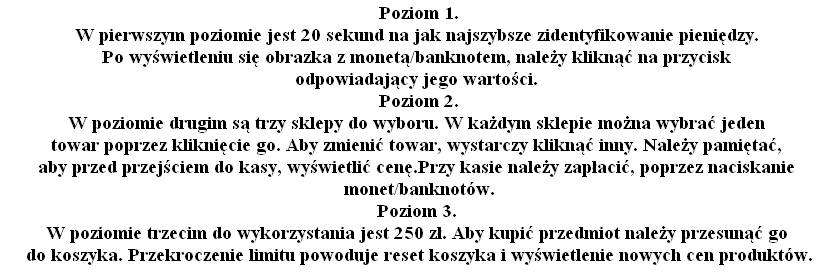 Poziom 1.
W pierwszym poziomie jest 20 sekund na jak najszybsze zidentyfikowanie pieniędzy.
Po wyświetleniu się obrazka z monetą/banknotem, należy kliknąć na przycisk
odpowiadający jego wartości.
Poziom 2.
W poziomie drugim są trzy sklepy do wyboru. W każdym sklepie można wybrać jeden
towar poprzez kliknięcie go. Aby zmienić towar, wystarczy kliknąć inny. Należy pamiętać,
aby przed przejściem do kasy, wyświetlić cenę.Przy kasie należy zapłacić, poprzez naciskanie
monet/banknotów.
Poziom 3.
W poziomie trzecim do wykorzystania jest 250 zł. Aby kupić przedmiot należy przesunąć go
do koszyka. Przekroczenie limitu powoduje reset koszyka i wyświetlenie nowych cen produktów.